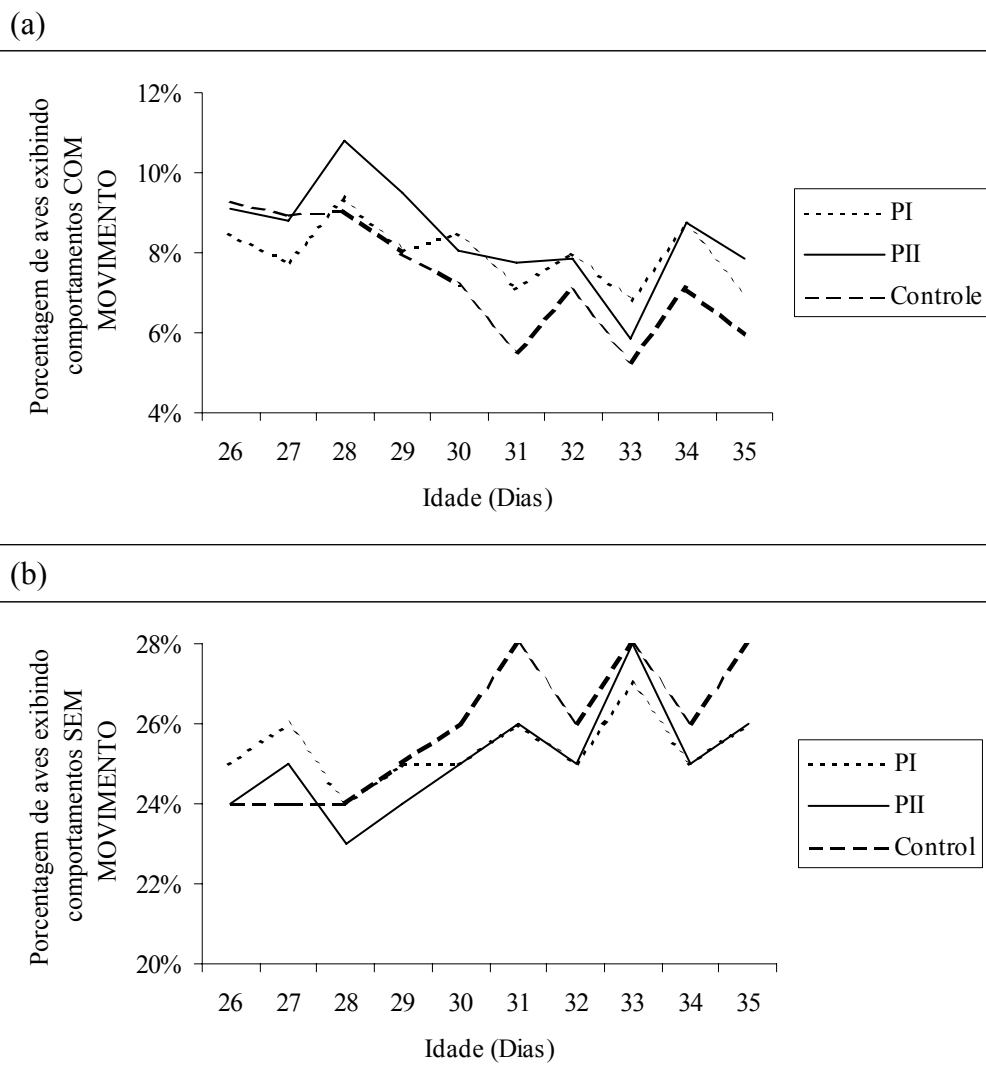 (a)
Porcentagem de aves exibindo
comportamentos COM
MOVIMENTO
12%
10%
8%
6%
4%
26 27 28 29 30 31 32 33 34 35
Idade (Dias)
PI
PII
Controle
(b)
Porcentagem de aves exibindo
comportamentos SEM
MOVIMENTO
28%
26%
24%
22%
20%
26 27 28 29 30 31 32 33 34 35
Idade (Dias)
PI
PII
Control